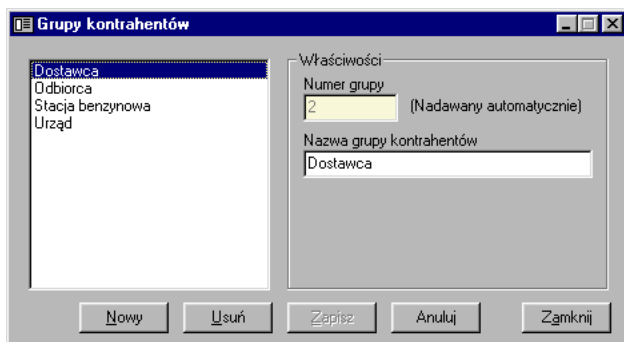 Grupy kontrahentów
Dostawca
Odbiorca
Stacja benzynowa
Urząd
Właściwości
Numer grupy
2 (Nadawany automatycznie)
Nazwa grupy kontrahentów
Dostawca
Nowy Usuń Zapisz Anuluj Zamknij